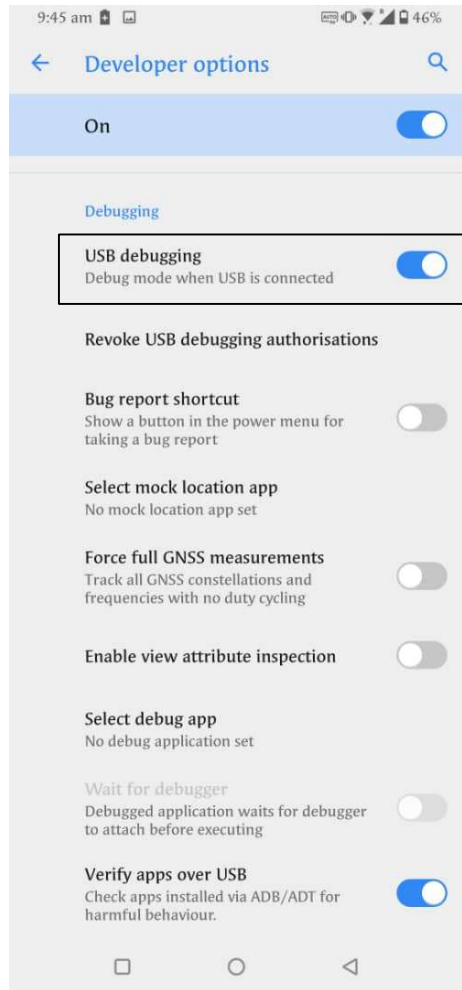 9:45 am 46%
Developer options
On
Debugging
USB debugging
Debug mode when USB is connected
Revoke USB debugging authorisations
Bug report shortcut
Show a button in the power menu for
taking a bug report
Select mock location app
No mock location app set
Force full GNSS measurements
Track all GNSS constellations and
frequencies with no duty cycling
Enable view attribute inspection
Select debug app
No debug application set
Wait for debugger
Debugged application waits for debugger
to attach before executing
Verify apps over USB
Check apps installed via ADB/ADT for
harmful behaviour.